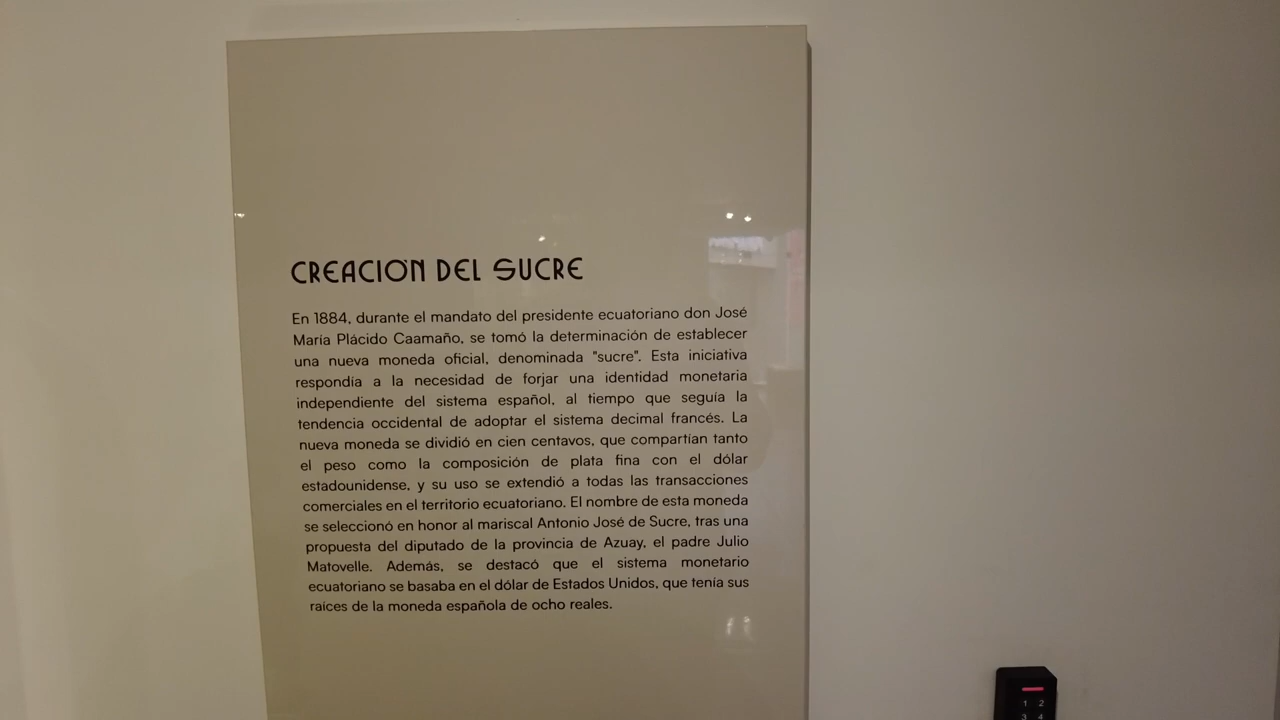 CREACIÓN DEL SUCRE
En 1884, durante el mandato del presidente ecuatoriano don José
María Plácido Caamaño, se tomó la determinación de establecer
una nueva moneda oficial, denominada "sucre". Esta iniciativa
respondía a la necesidad de forjar una identidad monetaria
independiente del sistema español, al tiempo que seguía la
tendencia occidental de adoptar el sistema decimal francés. La
nueva moneda se dividió en cien centavos, que compartían tanto
el peso como la composición de plata fina con el dólar
estadounidense, y su uso se extendió a todas las transacciones
comerciales en el territorio ecuatoriano. El nombre de esta moneda
se seleccionó en honor al mariscal Antonio José de Sucre, tras una
propuesta del diputado de la provincia de Azuay, el padre Julio
Matovelle. Además, se destacó que el sistema monetario
ecuatoriano se basaba en el dólar de Estados Unidos, que tenía sus
raíces de la moneda española de ocho reales.
1 2
3 4